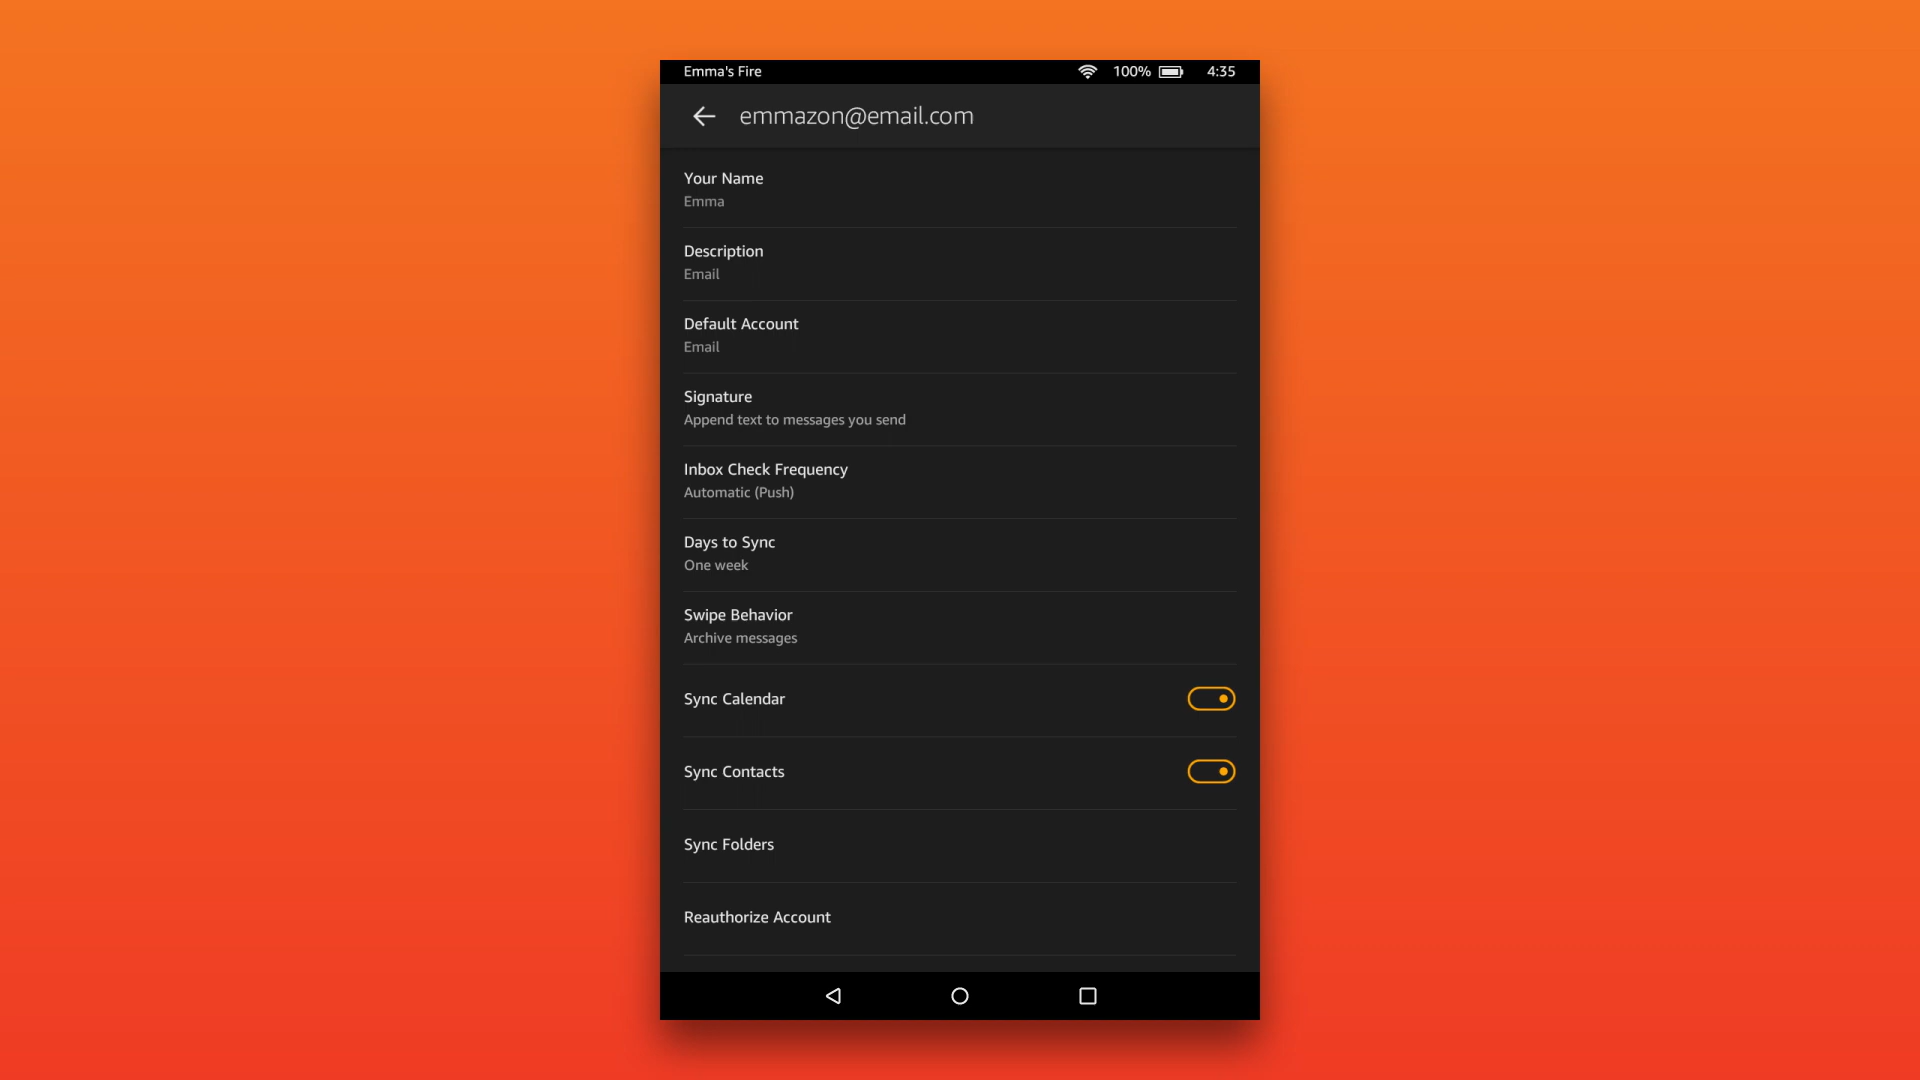 Emma's Fire 100% 4:35
emmazon@email.com
Your Name
Emma
Description
Email
Default Account
Email
Signature
Append text to messages you send
Inbox Check Frequency
Automatic (Push)
Days to Sync
One week
Swipe Behavior
Archive messages
Sync Calendar
Sync Contacts
Sync Folders
Reauthorize Account